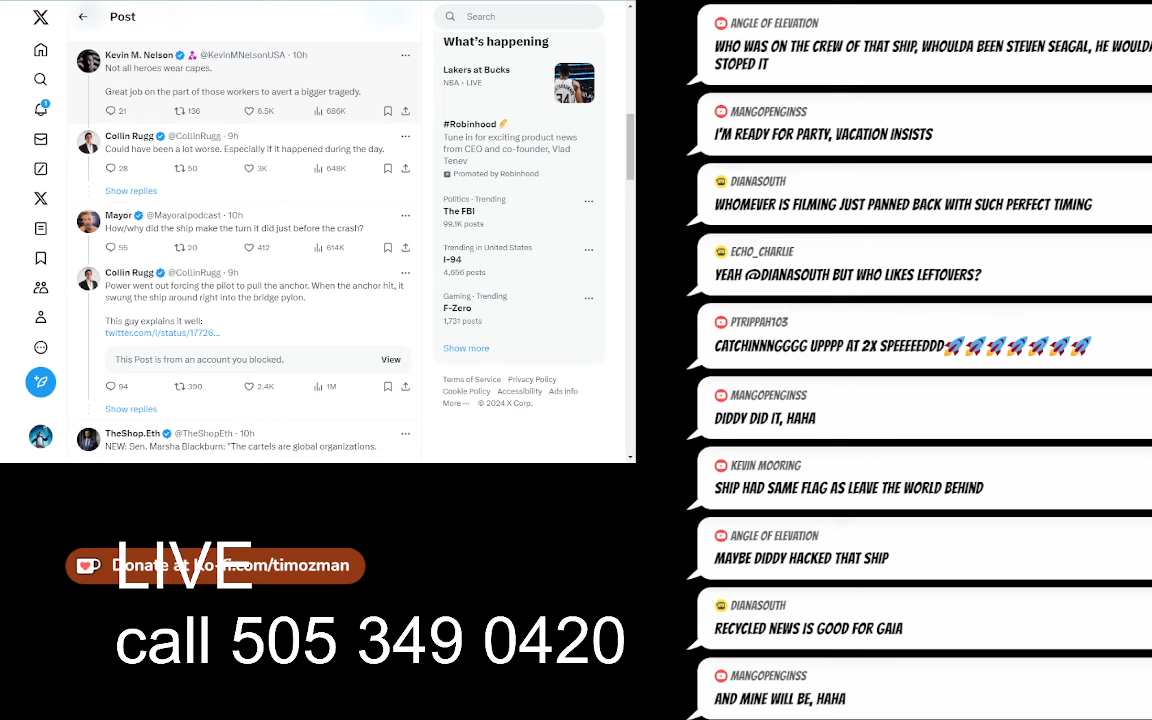 Post
Kevin M. Nelson @KevinMNelsonUSA · 10h
Not all heroes wear capes.
Great job on the part of those workers to avert a bigger tragedy.
21 136 6.5K 686K
Collin Rugg @CollinRugg · 9h
Could have been a lot worse. Especially if it happened during the day.
28 50 3K 648K
Show replies
Mayor @Mayoralpodcast · 10h
How/why did the ship make the turn it did just before the crash?
55 20 412 614K
Collin Rugg @CollinRugg · 9h
Power went out forcing the pilot to pull the anchor. When the anchor hit, it
swung the ship around right into the bridge pylon.
This guy explains it well:
twitter.com/i/status/17726...
This Post is from an account you blocked. View
94 390 2.4K 1M
Show replies
TheShop.Eth @TheShopEth · 10h
NEW: Sen. Marsha Blackburn: "The cartels are global organizations.
Search
What's happening
Lakers at Bucks
NBA · LIVE
#Robinhood
Tune in for exciting product news
from CEO and co-founder, Vlad
Tenev
Promoted by Robinhood
Politics · Trending
The FBI
99.1K posts
Trending in United States
I-94
4,656 posts
Gaming · Trending
F-Zero
1,731 posts
Show more
Terms of Service Privacy Policy
Cookie Policy Accessibility Ads info
More ··· © 2024 X Corp.
1
LIVE
Donate at ko-fi.com/timozman
call 505 349 0420
ANGLE OF ELEVATION
WHO WAS ON THE CREW OF THAT SHIP, WHOULDA BEEN STEVEN SEAGAL, HE WOULDA
STOPED IT
MANGOPENGINSS
I'M READY FOR PARTY, VACATION INSISTS
DIANASOUTH
WHOMEVER IS FILMING JUST PANNED BACK WITH SUCH PERFECT TIMING
ECHO_CHARLIE
YEAH @DIANASOUTH BUT WHO LIKES LEFTOVERS?
PTRIPPAH103
CATCHINNNGGGG UPPPP AT 2X SPEEEEEDDD🚀🚀🚀🚀🚀🚀🚀
MANGOPENGINSS
DIDDY DID IT, HAHA
KEVIN MOORING
SHIP HAD SAME FLAG AS LEAVE THE WORLD BEHIND
ANGLE OF ELEVATION
MAYBE DIDDY HACKED THAT SHIP
DIANASOUTH
RECYCLED NEWS IS GOOD FOR GAIA
MANGOPENGINSS
AND MINE WILL BE, HAHA